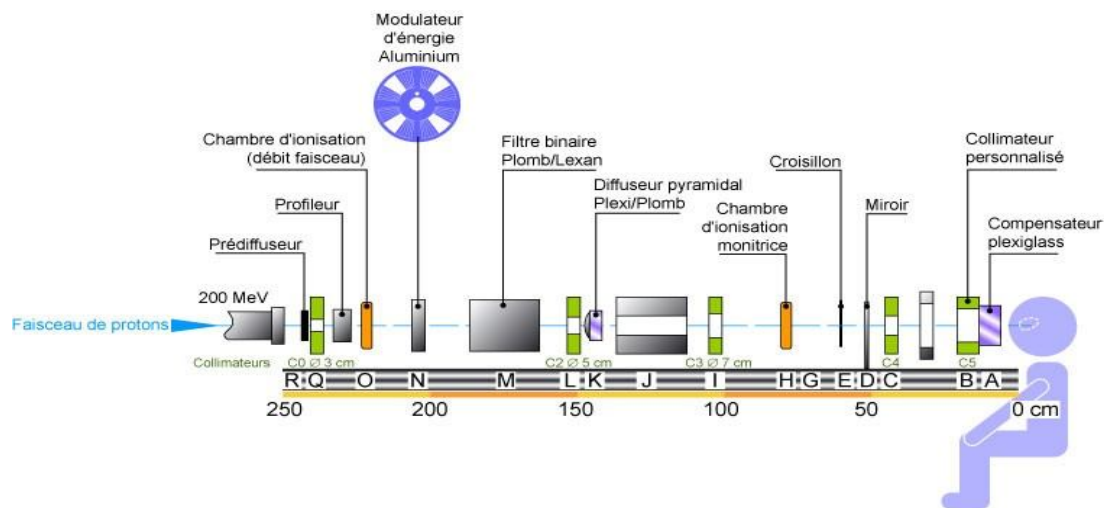 Modulateur
d'énergie
Aluminium
Chambre d'ionisation
(débit faisceau)
Filtre binaire
Plomb/Lexan
Collimateur
personnalisé
Croisillon
Diffuseur pyramidal
Plexi/Plomb
Profileur
Chambre
d'ionisation
monitrice
Miroir
Compensateur
plexiglass
Prédiffuseur
200 MeV
Faisceau de protons
Collimateurs
C0 Ø 3 cm
C2 Ø 5 cm
C3 Ø 7 cm
C4
C5
R Q O N M L K J I H G E D C B A
250 200 150 100 50 0 cm